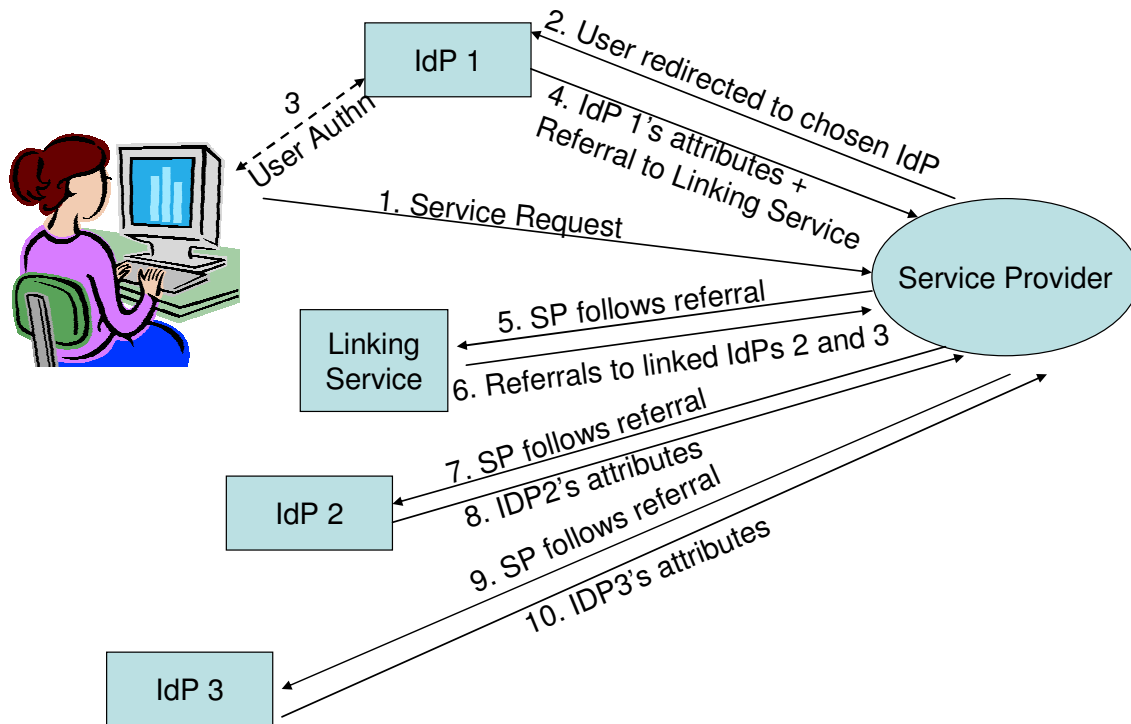 IdP 1
2. User redirected to chosen IdP
3
User Authn
4. IdP 1's attributes +
Referral to Linking Service
1. Service Request
Service Provider
5. SP follows referral
Linking
Service
6. Referrals to linked IdPs 2 and 3
7. SP follows referral
IdP 2
8. IDP2's attributes
9. SP follows referral
10. IDP3's attributes
IdP 3